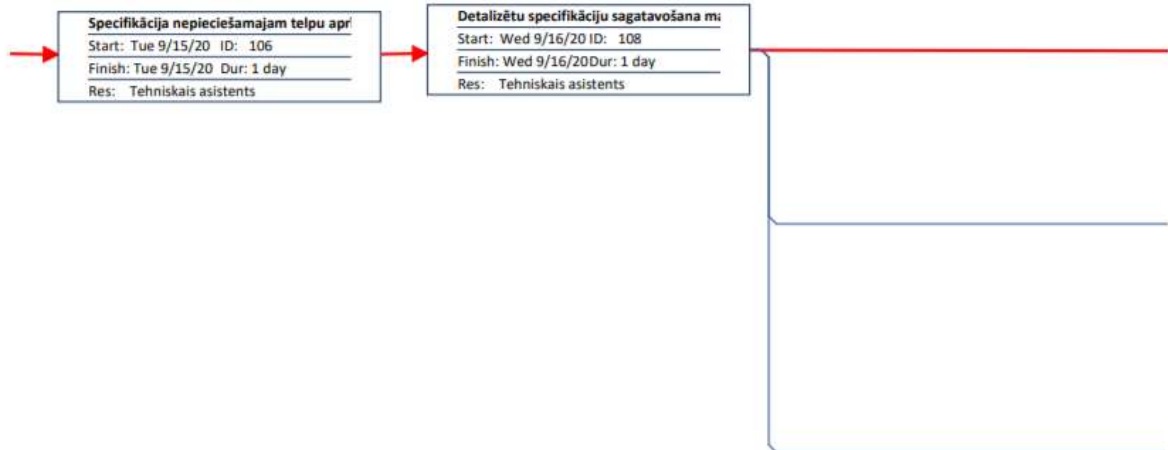 Specifikācija nepieciešamajam telpu apr
Start: Tue 9/15/20 ID: 106
Finish: Tue 9/15/20 Dur: 1 day
Res: Tehniskais asistents
Detalizētu specifikāciju sagatavošana ma
Start: Wed 9/16/20 ID: 108
Finish: Wed 9/16/20Dur: 1 day
Res: Tehniskais asistents